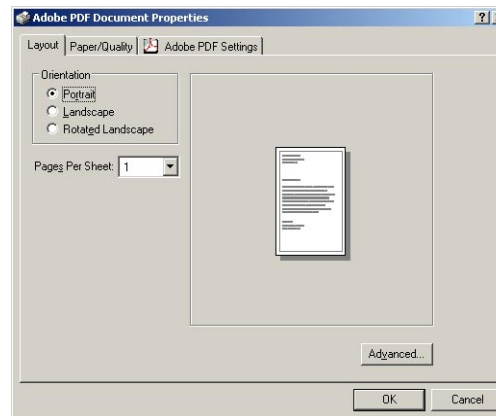 Adobe PDF Document Properties
Layout Paper/Quality Adobe PDF Settings
Orientation
Portrait
Landscape
Rotated Landscape
Pages Per Sheet: 1
Advanced...
OK Cancel